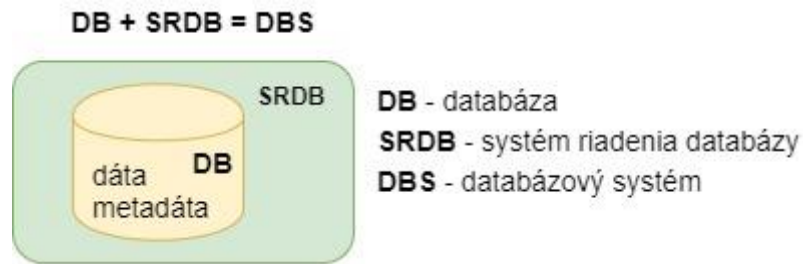 DB + SRDB = DBS
SRDB
DB
dáta
metadáta
DB - databáza
SRDB - systém riadenia databázy
DBS - databázový systém